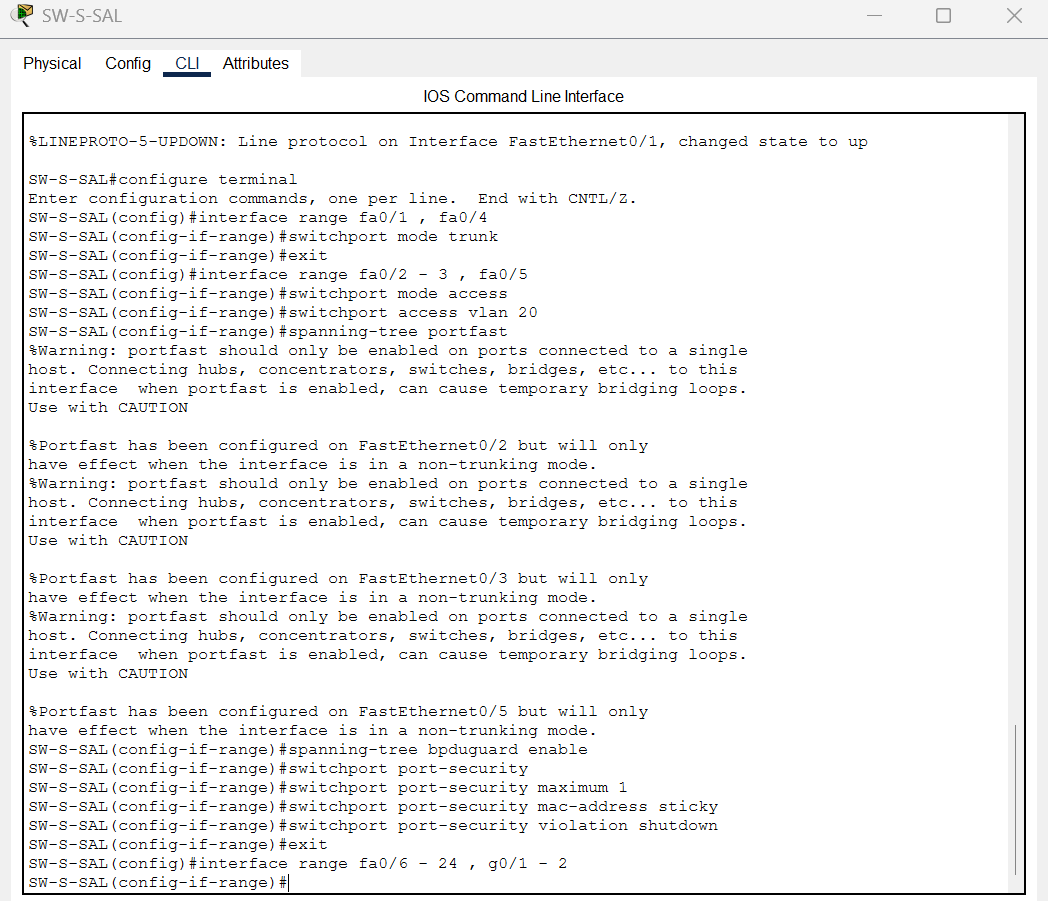 SW-S-SAL
Physical Config CLI Attributes
IOS Command Line Interface
%LINEPROTO-5-UPDOWN: Line protocol on Interface FastEthernet0/1, changed state to up
SW-S-SAL#configure terminal
Enter configuration commands, one per line.  End with CNTL/Z.
SW-S-SAL(config)#interface range fa0/1 , fa0/4
SW-S-SAL(config-if-range)#switchport mode trunk
SW-S-SAL(config-if-range)#exit
SW-S-SAL(config)#interface range fa0/2 - 3 , fa0/5
SW-S-SAL(config-if-range)#switchport mode access
SW-S-SAL(config-if-range)#switchport access vlan 20
SW-S-SAL(config-if-range)#spanning-tree portfast
%Warning: portfast should only be enabled on ports connected to a single
host. Connecting hubs, concentrators, switches, bridges, etc... to this
interface  when portfast is enabled, can cause temporary bridging loops.
Use with CAUTION
%Portfast has been configured on FastEthernet0/2 but will only
have effect when the interface is in a non-trunking mode.
%Warning: portfast should only be enabled on ports connected to a single
host. Connecting hubs, concentrators, switches, bridges, etc... to this
interface  when portfast is enabled, can cause temporary bridging loops.
Use with CAUTION
%Portfast has been configured on FastEthernet0/3 but will only
have effect when the interface is in a non-trunking mode.
%Warning: portfast should only be enabled on ports connected to a single
host. Connecting hubs, concentrators, switches, bridges, etc... to this
interface  when portfast is enabled, can cause temporary bridging loops.
Use with CAUTION
%Portfast has been configured on FastEthernet0/5 but will only
have effect when the interface is in a non-trunking mode.
SW-S-SAL(config-if-range)#spanning-tree bpduguard enable
SW-S-SAL(config-if-range)#switchport port-security
SW-S-SAL(config-if-range)#switchport port-security maximum 1
SW-S-SAL(config-if-range)#switchport port-security mac-address sticky
SW-S-SAL(config-if-range)#switchport port-security violation shutdown
SW-S-SAL(config-if-range)#exit
SW-S-SAL(config)#interface range fa0/6 - 24 , g0/1 - 2
SW-S-SAL(config-if-range)#